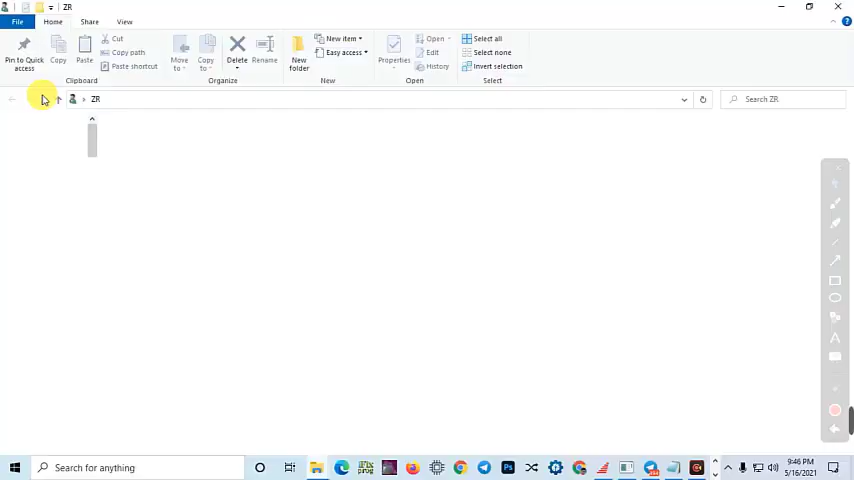 ZR
File Home Share View
Pin to Quick access
Copy
Paste
Cut
Copy path
Paste shortcut
Clipboard
Move to
Copy to
Delete
Rename
Organize
New folder
New item
Easy access
New
Properties
Open
Edit
History
Open
Select all
Select none
Invert selection
Select
ZR
Search ZR
Search for anything
Ps
9:46 PM
5/16/2021